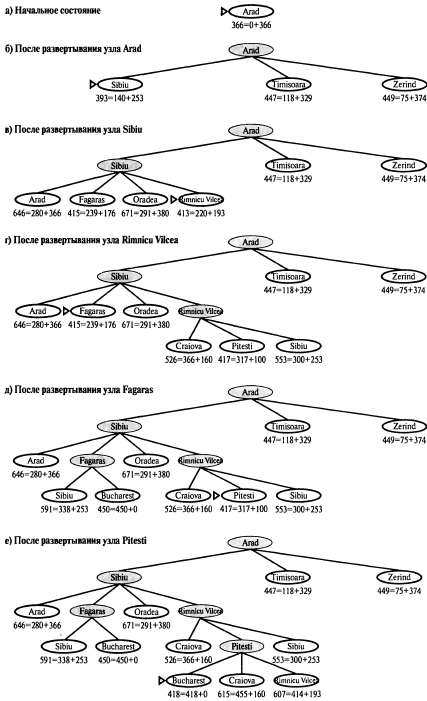 а) Начальное состояние
Arad
366=0+366
б) После развертывания узла Arad
Arad
Sibiu Timisoara Zerind
393=140+253 447=118+329 449=75+374
в) После развертывания узла Sibiu
Arad
Sibiu Timisoara Zerind
447=118+329 449=75+374
Arad Fagaras Oradea Rimnicu Vilcea
646=280+366 415=239+176 671=291+380 413=220+193
г) После развертывания узла Rimnicu Vilcea
Arad
Sibiu Timisoara Zerind
447=118+329 449=75+374
Arad Fagaras Oradea Rimnicu Vilcea
646=280+366 415=239+176 671=291+380
Craiova Pitesti Sibiu
526=366+160 417=317+100 553=300+253
д) После развертывания узла Fagaras
Arad
Sibiu Timisoara Zerind
447=118+329 449=75+374
Arad Fagaras Oradea Rimnicu Vilcea
646=280+366 671=291+380
Sibiu Bucharest Craiova Pitesti Sibiu
591=338+253 450=450+0 526=366+160 417=317+100 553=300+253
е) После развертывания узла Pitesti
Arad
Sibiu Timisoara Zerind
447=118+329 449=75+374
Arad Fagaras Oradea Rimnicu Vilcea
646=280+366 671=291+380
Sibiu Bucharest Craiova Pitesti Sibiu
591=338+253 450=450+0 526=366+160 553=300+253
Bucharest Craiova Rimnicu Vilcea
418=418+0 615=455+160 607=414+193